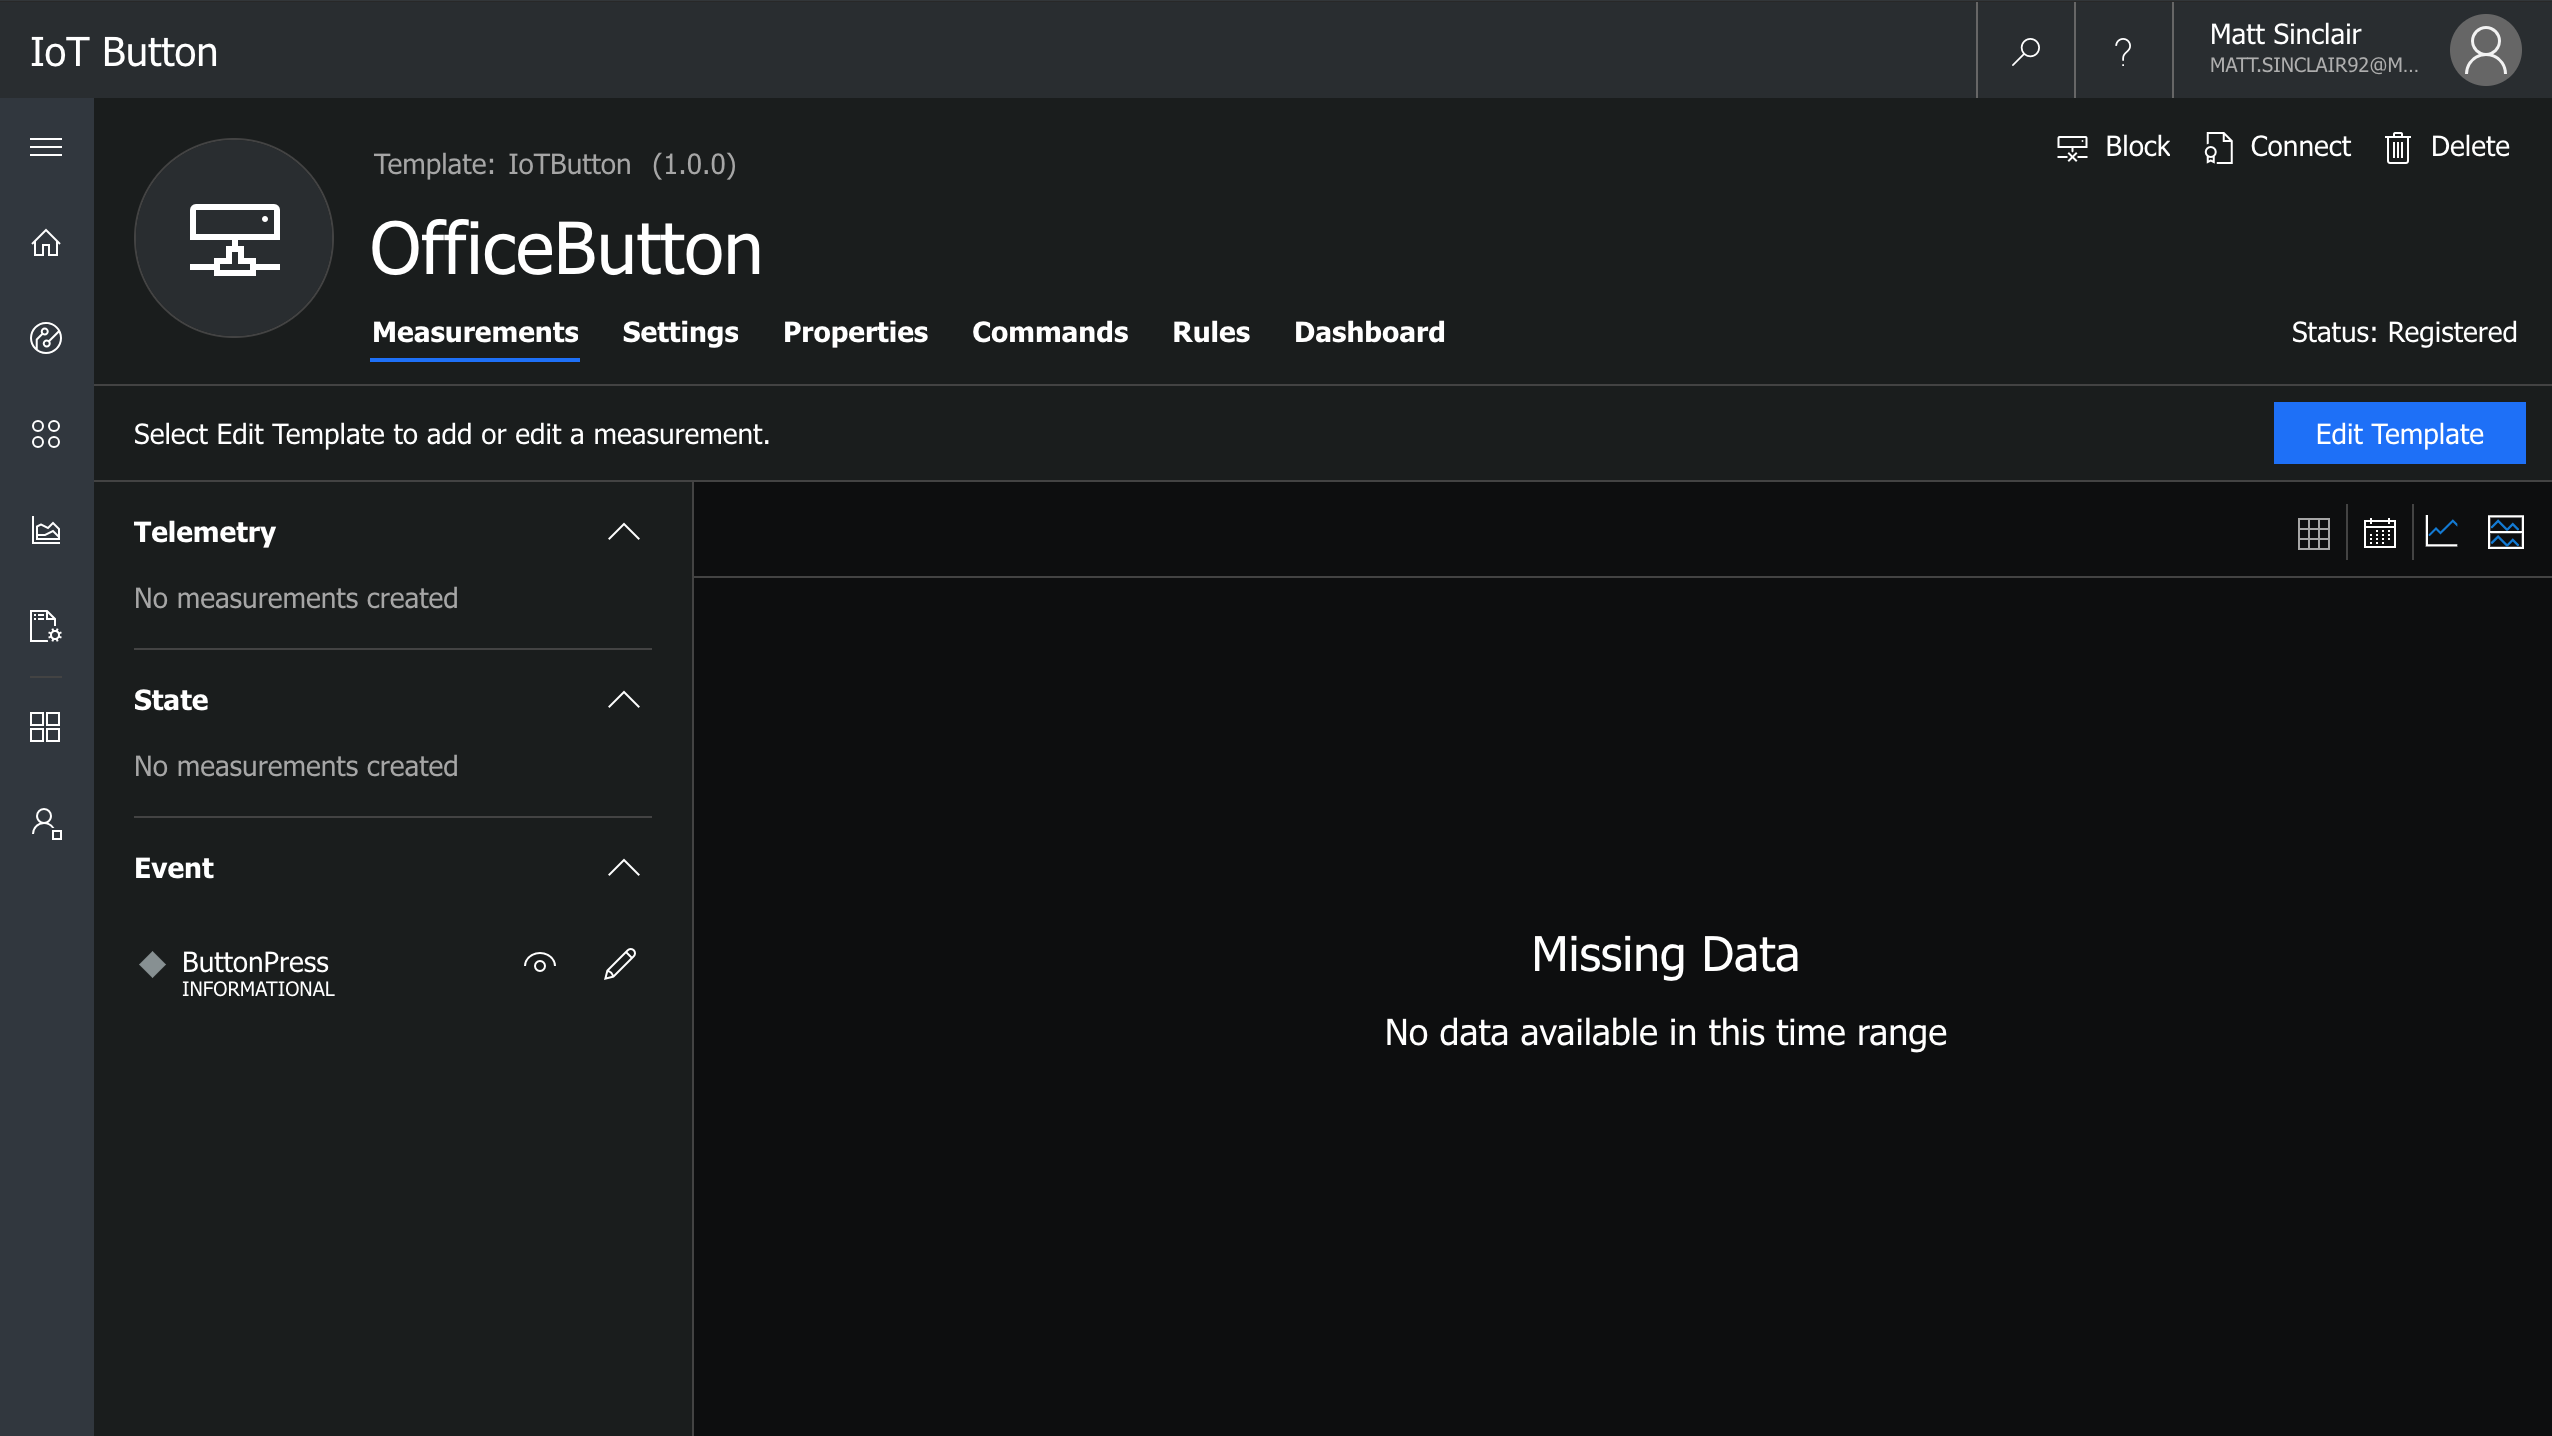 IoT Button
?
Matt Sinclair
MATT.SINCLAIR92@M...
Template: IoTButton (1.0.0)
Block
Connect
Delete
OfficeButton
Measurements
Settings
Properties
Commands
Rules
Dashboard
Status: Registered
Select Edit Template to add or edit a measurement.
Edit Template
Telemetry
No measurements created
State
No measurements created
Event
ButtonPress
INFORMATIONAL
Missing Data
No data available in this time range